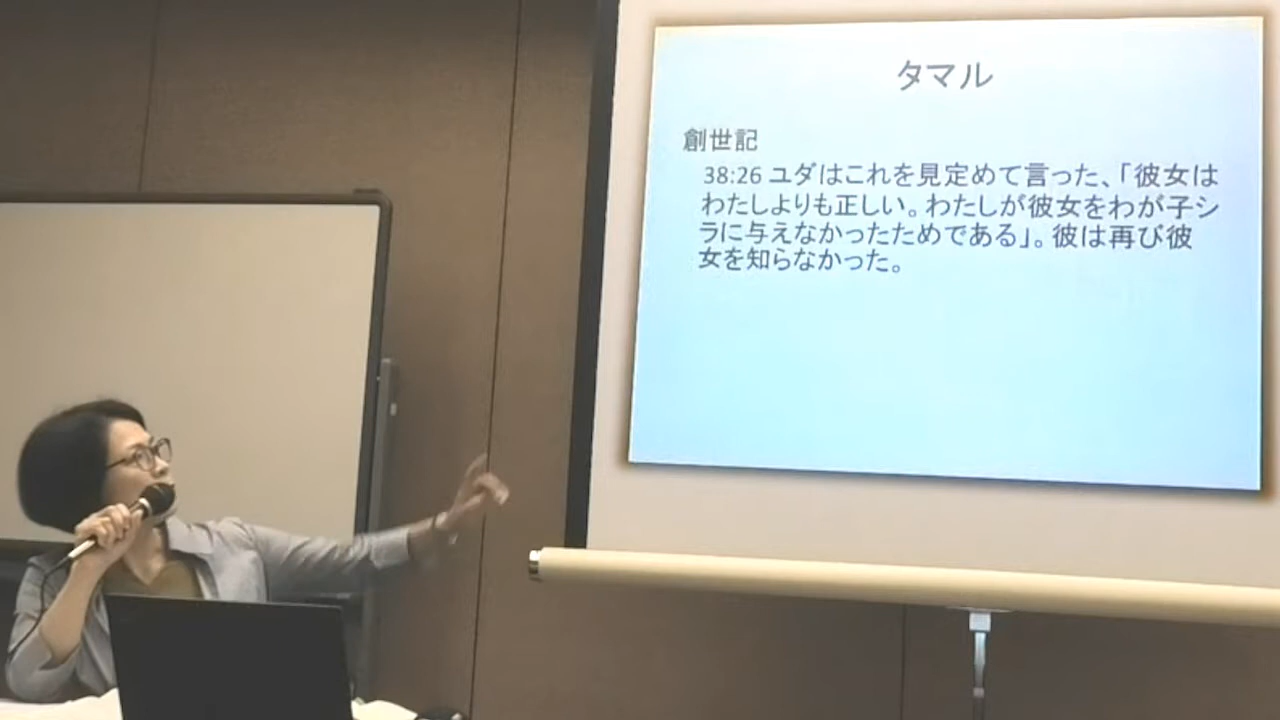 タマル
創世記
38:26 ユダはこれを見定めて言った、「彼女は
わたしよりも正しい。わたしが彼女をわが子シ
ラに与えなかったためである」。彼は再び彼
女を知らなかった。